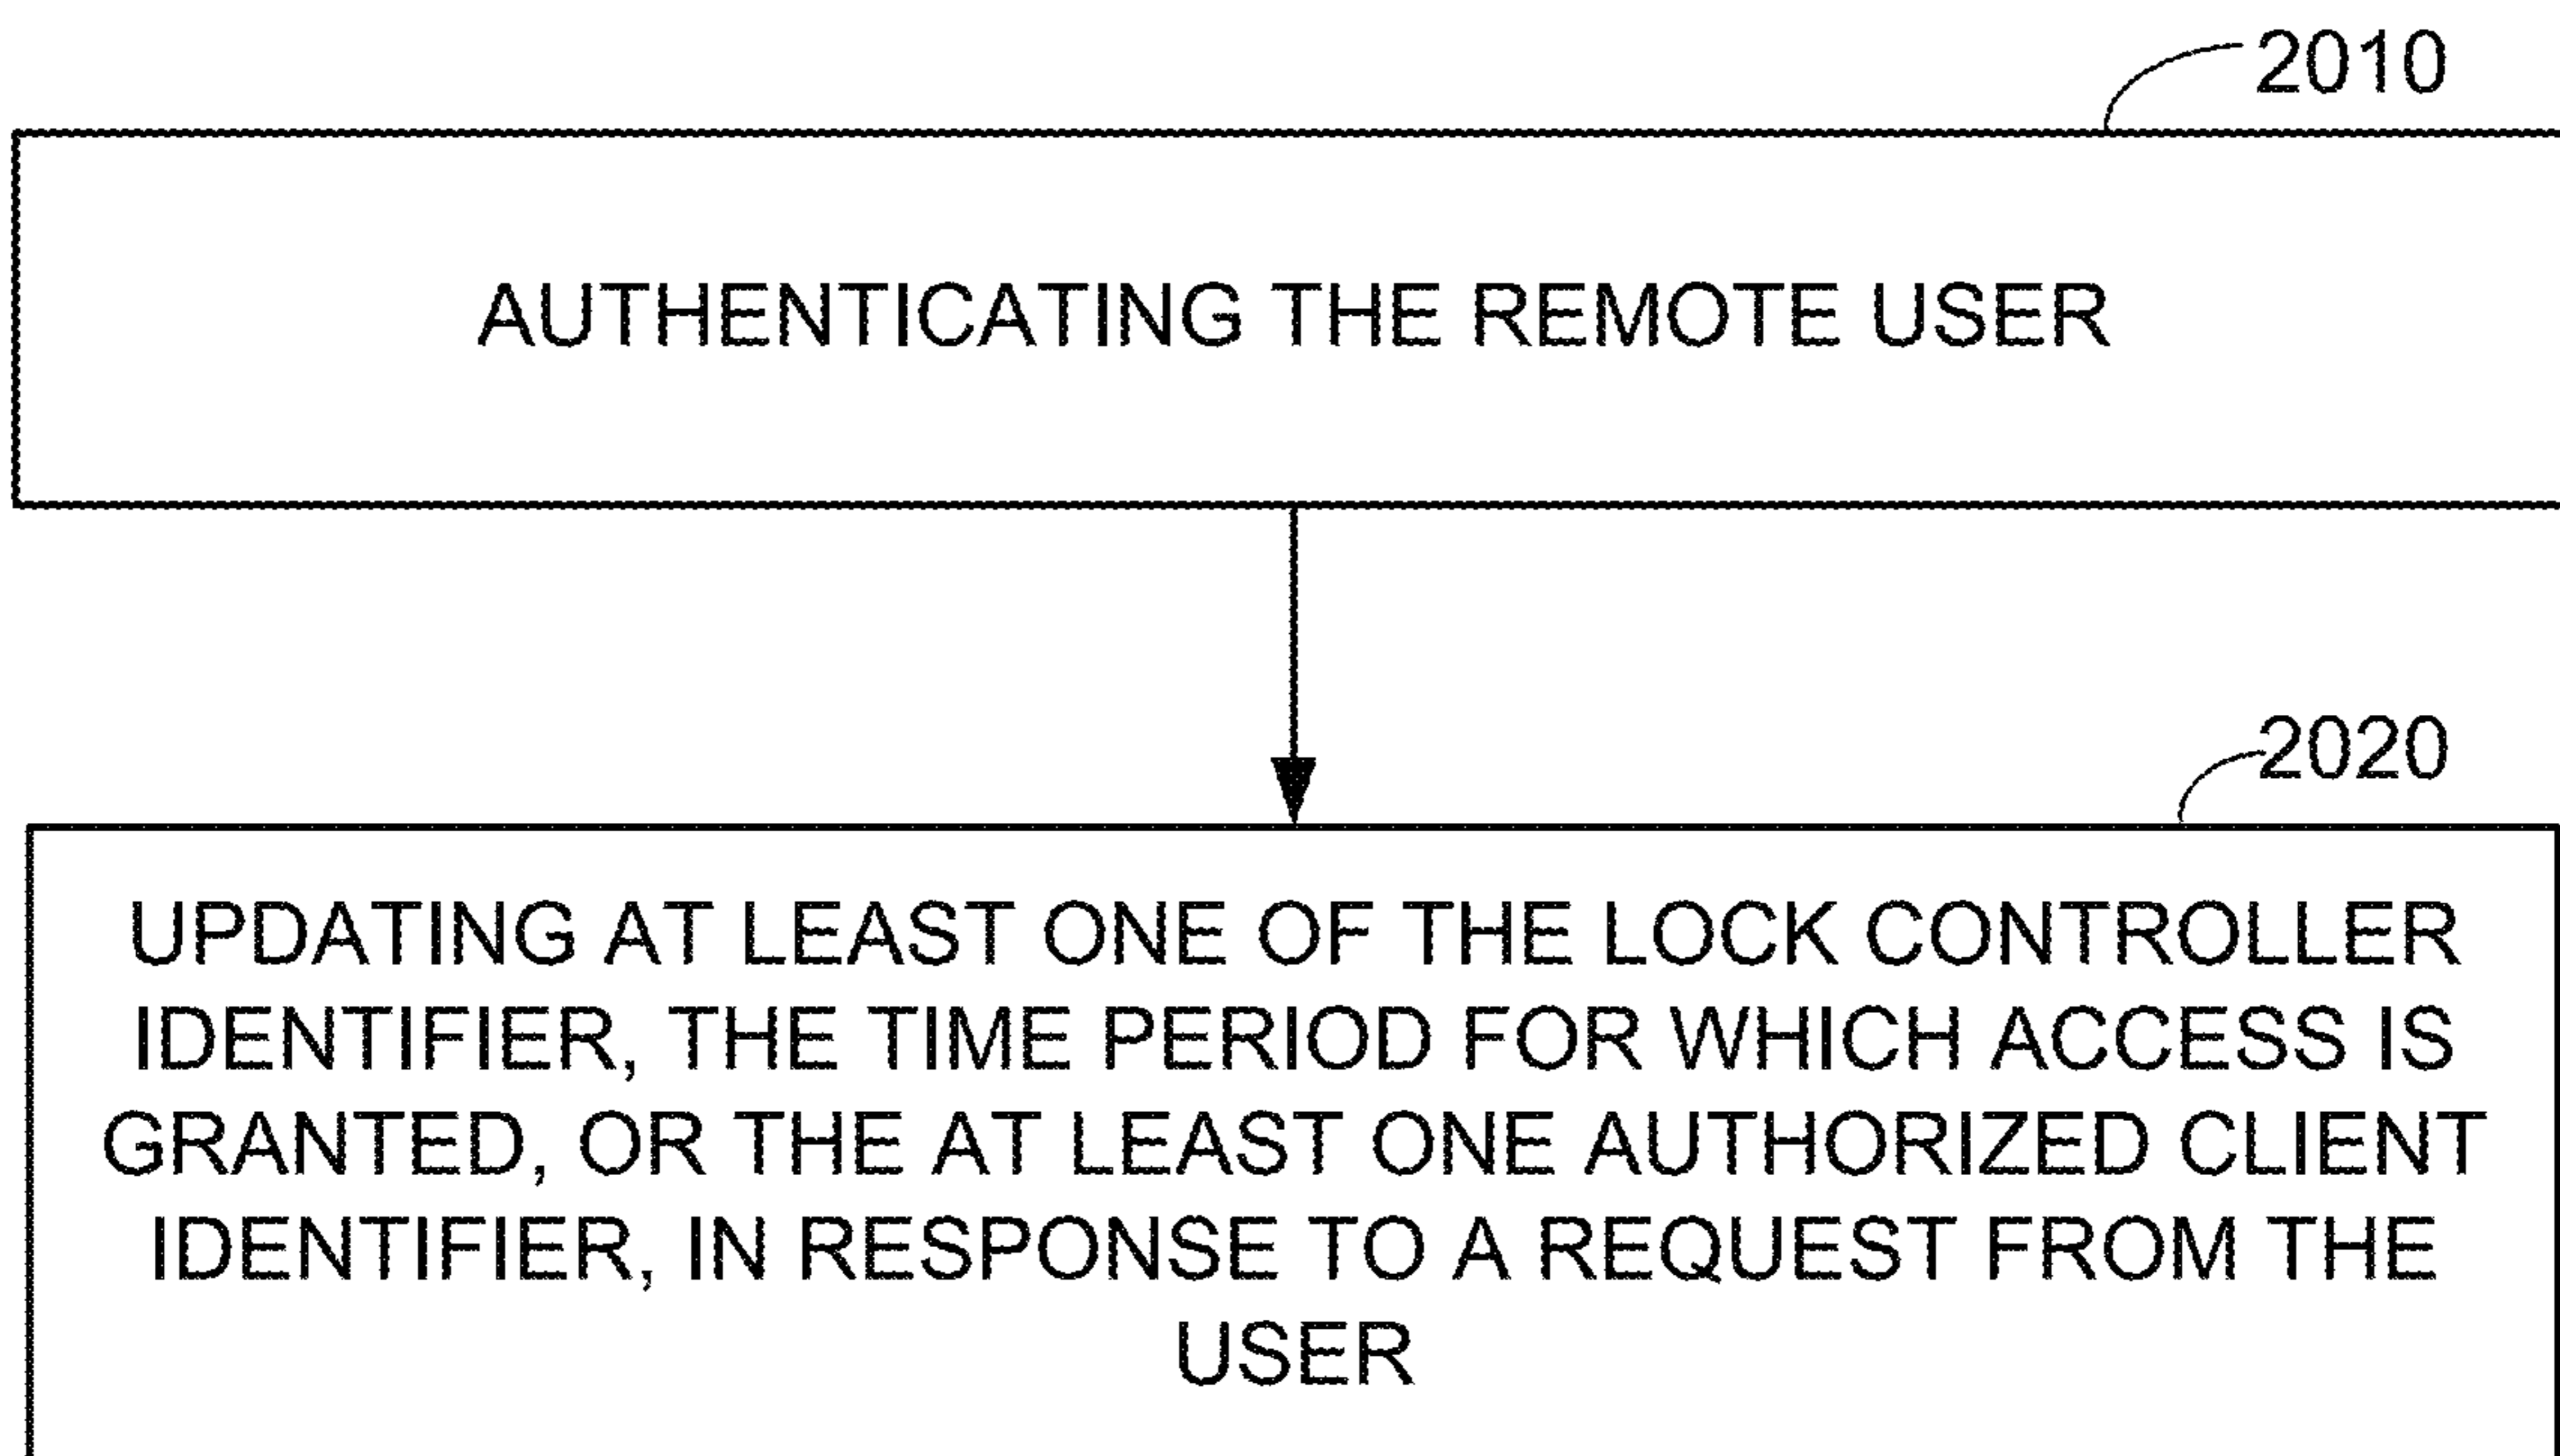 2010
AUTHENTICATING THE REMOTE USER
2020
UPDATING AT LEAST ONE OF THE LOCK CONTROLLER
IDENTIFIER, THE TIME PERIOD FOR WHICH ACCESS IS
GRANTED, OR THE AT LEAST ONE AUTHORIZED CLIENT
IDENTIFIER, IN RESPONSE TO A REQUEST FROM THE
USER